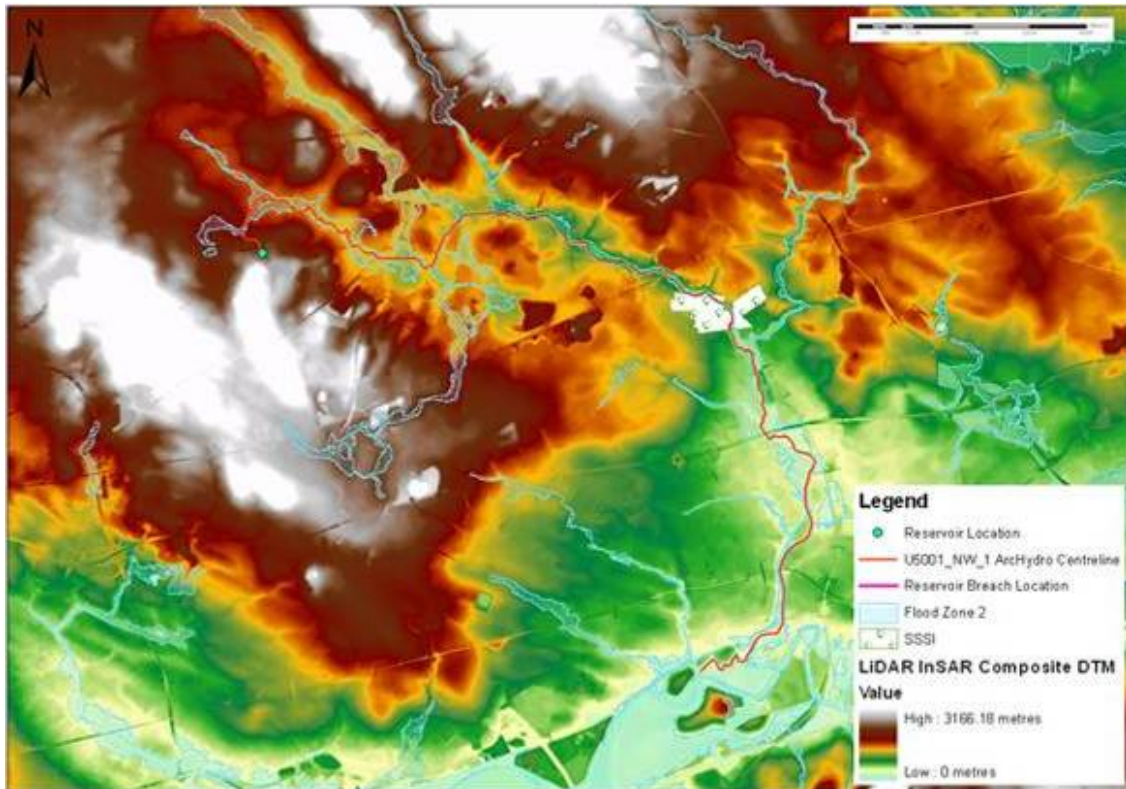 N
Legend
Reservoir Location
U5001_NW_1 ArcHydro Centreline
Reservoir Breach Location
Flood Zone 2
SSSI
LiDAR InSAR Composite DTM
Value
High : 3166.18 metres
Low : 0 metres